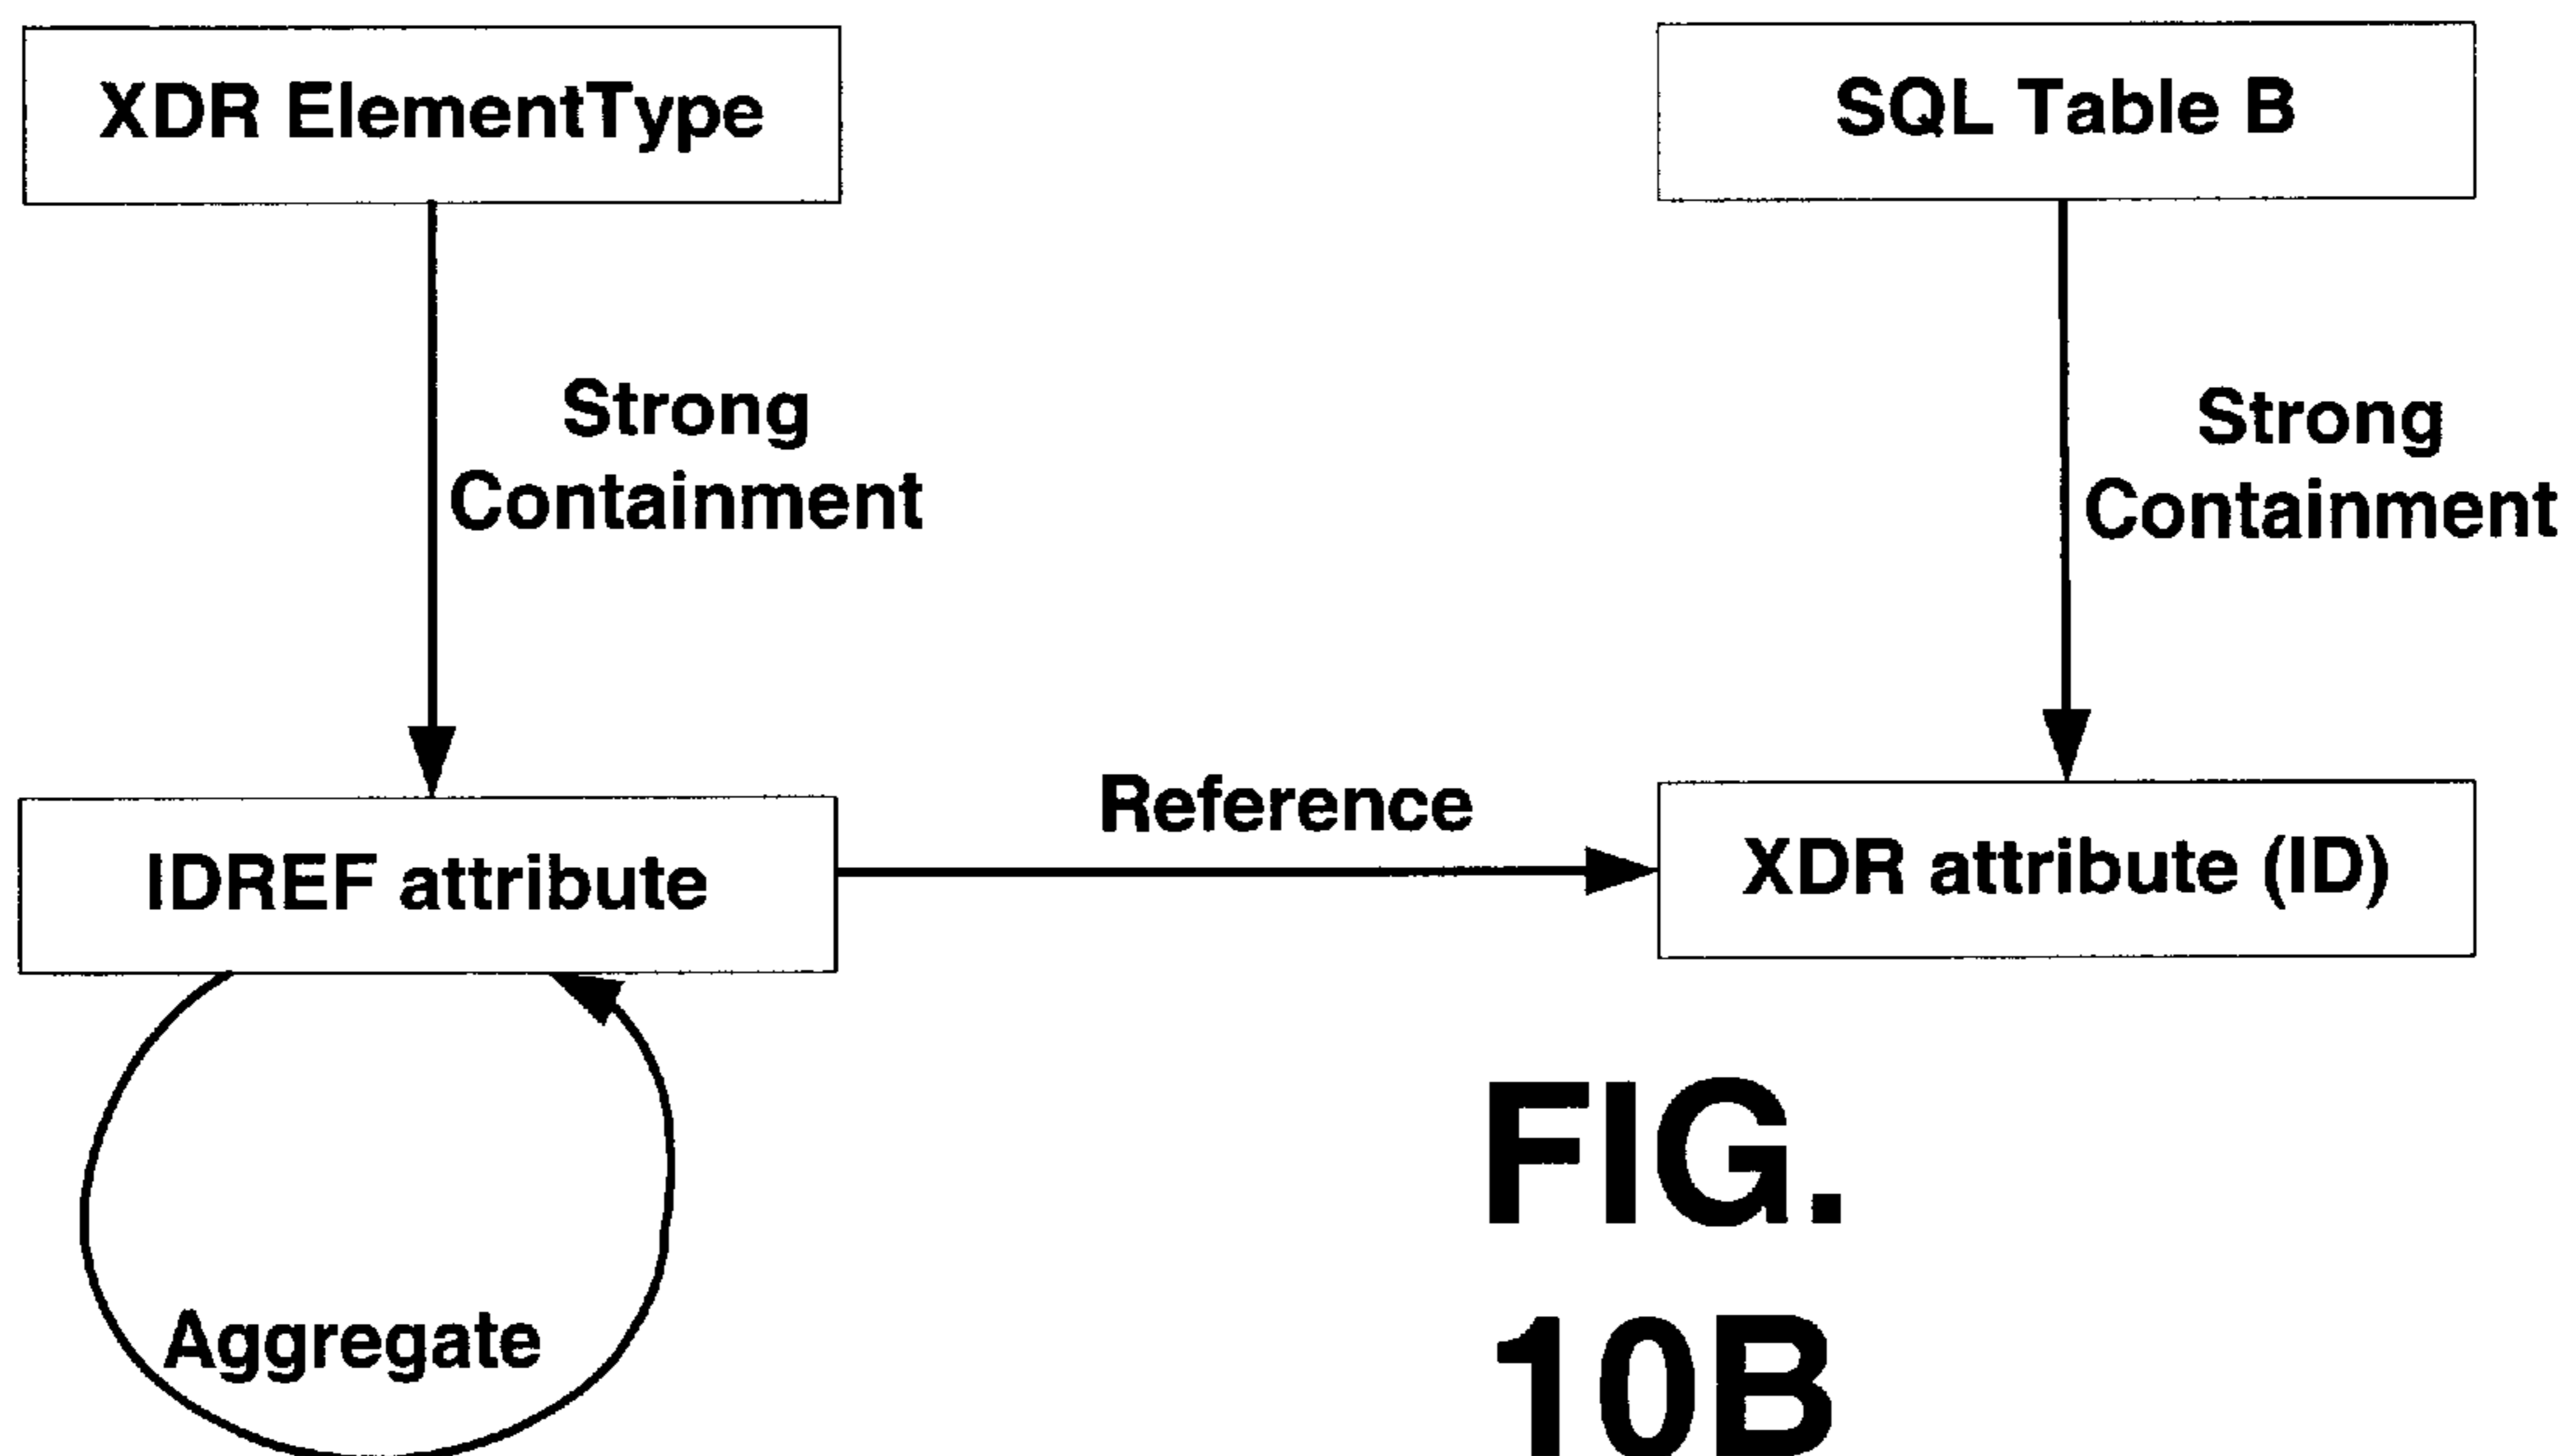 XDR ElementType
SQL Table B
Strong
Containment
Strong
Containment
Reference
IDREF attribute
XDR attribute (ID)
Aggregate
FIG.
10B